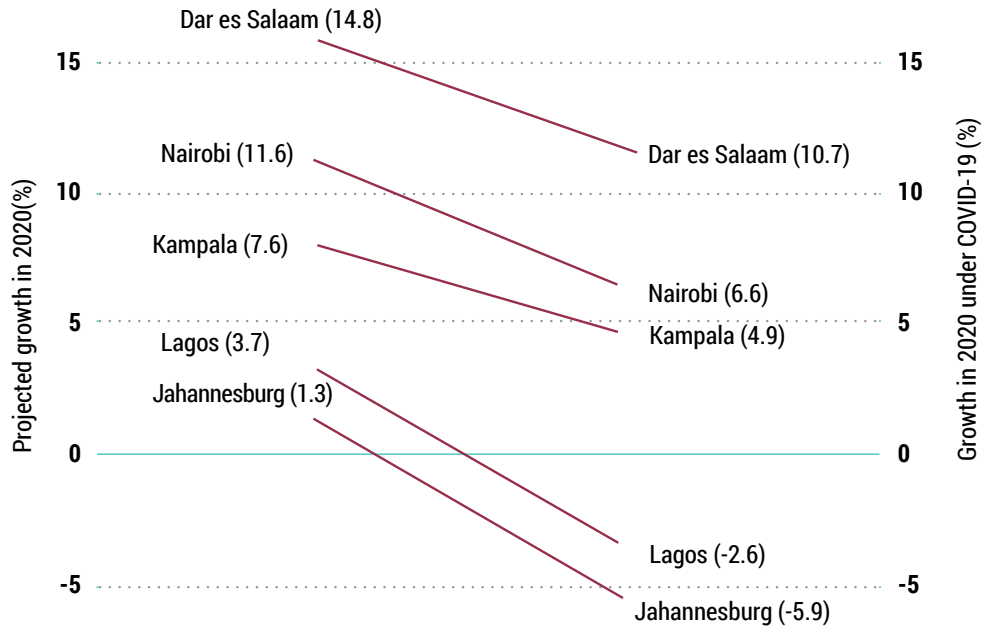 Dar es Salaam (14.8)
15
15
Dar es Salaam (10.7)
Nairobi (11.6)
10
10
Kampala (7.6)
Nairobi (6.6)
5
5
Kampala (4.9)
Lagos (3.7)
Jahannesburg (1.3)
0
0
Lagos (-2.6)
-5
-5
Jahannesburg (-5.9)
Projected growth in 2020(%)
Growth in 2020 under COVID-19 (%)